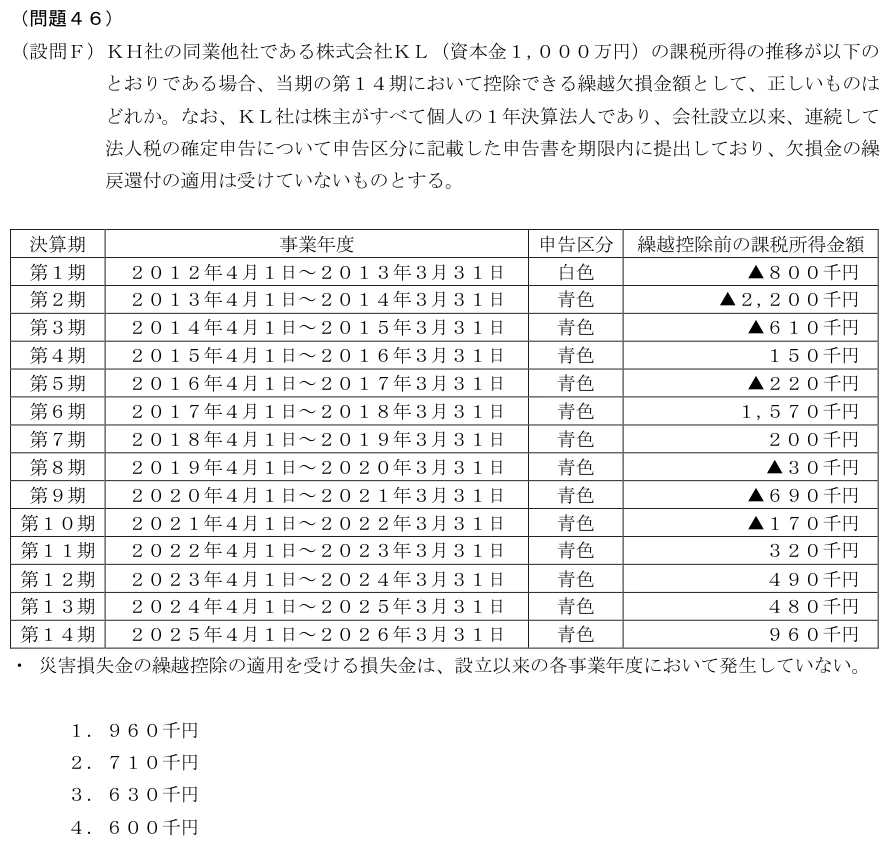 （問題４６）
（設問Ｆ）ＫＨ社の同業他社である株式会社ＫＬ（資本金１,０００万円）の課税所得の推移が以下の
とおりである場合、当期の第１４期において控除できる繰越欠損金額として、正しいものは
どれか。なお、ＫＬ社は株主がすべて個人の１年決算法人であり、会社設立以来、連続して
法人税の確定申告について申告区分に記載した申告書を期限内に提出しており、欠損金の繰
戻還付の適用は受けていないものとする。
決算期 事業年度 申告区分 繰越控除前の課税所得金額
第１期 ２０１２年４月１日～２０１３年３月３１日 白色 ▲８００千円
第２期 ２０１３年４月１日～２０１４年３月３１日 青色 ▲２,２００千円
第３期 ２０１４年４月１日～２０１５年３月３１日 青色 ▲６１０千円
第４期 ２０１５年４月１日～２０１６年３月３１日 青色 １５０千円
第５期 ２０１６年４月１日～２０１７年３月３１日 青色 ▲２２０千円
第６期 ２０１７年４月１日～２０１８年３月３１日 青色 １,５７０千円
第７期 ２０１８年４月１日～２０１９年３月３１日 青色 ２００千円
第８期 ２０１９年４月１日～２０２０年３月３１日 青色 ▲３０千円
第９期 ２０２０年４月１日～２０２１年３月３１日 青色 ▲６９０千円
第１０期 ２０２１年４月１日～２０２２年３月３１日 青色 ▲１７０千円
第１１期 ２０２２年４月１日～２０２３年３月３１日 青色 ３２０千円
第１２期 ２０２３年４月１日～２０２４年３月３１日 青色 ４９０千円
第１３期 ２０２４年４月１日～２０２５年３月３１日 青色 ４８０千円
第１４期 ２０２５年４月１日～２０２６年３月３１日 青色 ９６０千円
・ 災害損失金の繰越控除の適用を受ける損失金は、設立以来の各事業年度において発生していない。
１．９６０千円
２．７１０千円
３．６３０千円
４．６００千円